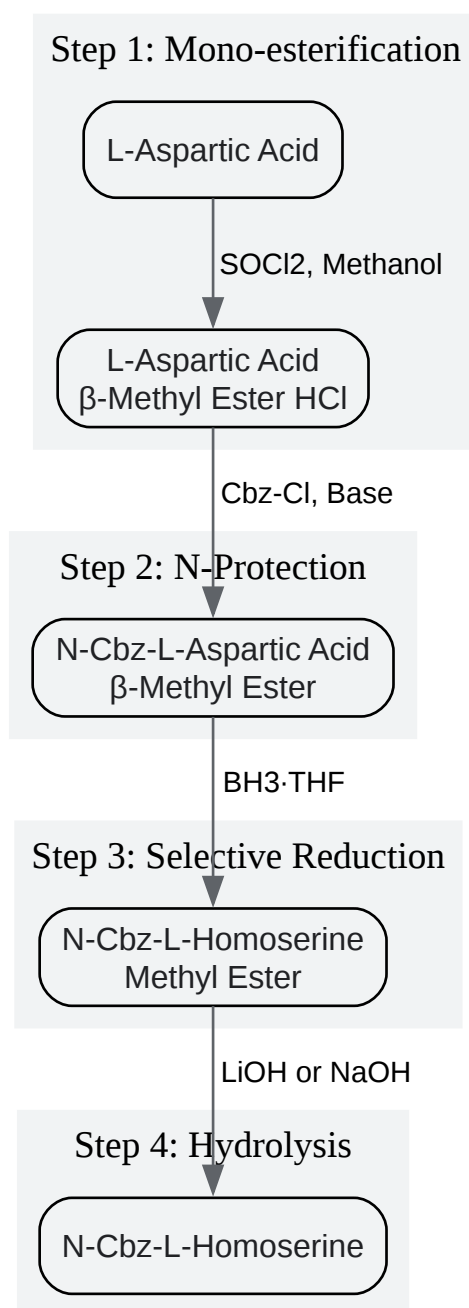 Step 1: Mono-esterification
L-Aspartic Acid
SOCl2, Methanol
L-Aspartic Acid
β-Methyl Ester HCl
Cbz-Cl, Base
Step 2: N-Protection
N-Cbz-L-Aspartic Acid
β-Methyl Ester
BH3·THF
Step 3: Selective Reduction
N-Cbz-L-Homoserine
Methyl Ester
LiOH or NaOH
Step 4: Hydrolysis
N-Cbz-L-Homoserine